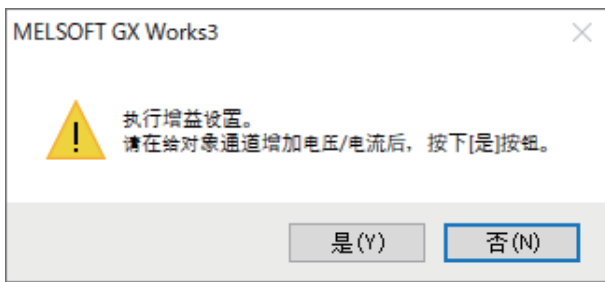 MELSOFT GX Works3
执行增益设置。
请在给对象通道增加电压/电流后，按下[是]按钮。
是(Y)
否(N)